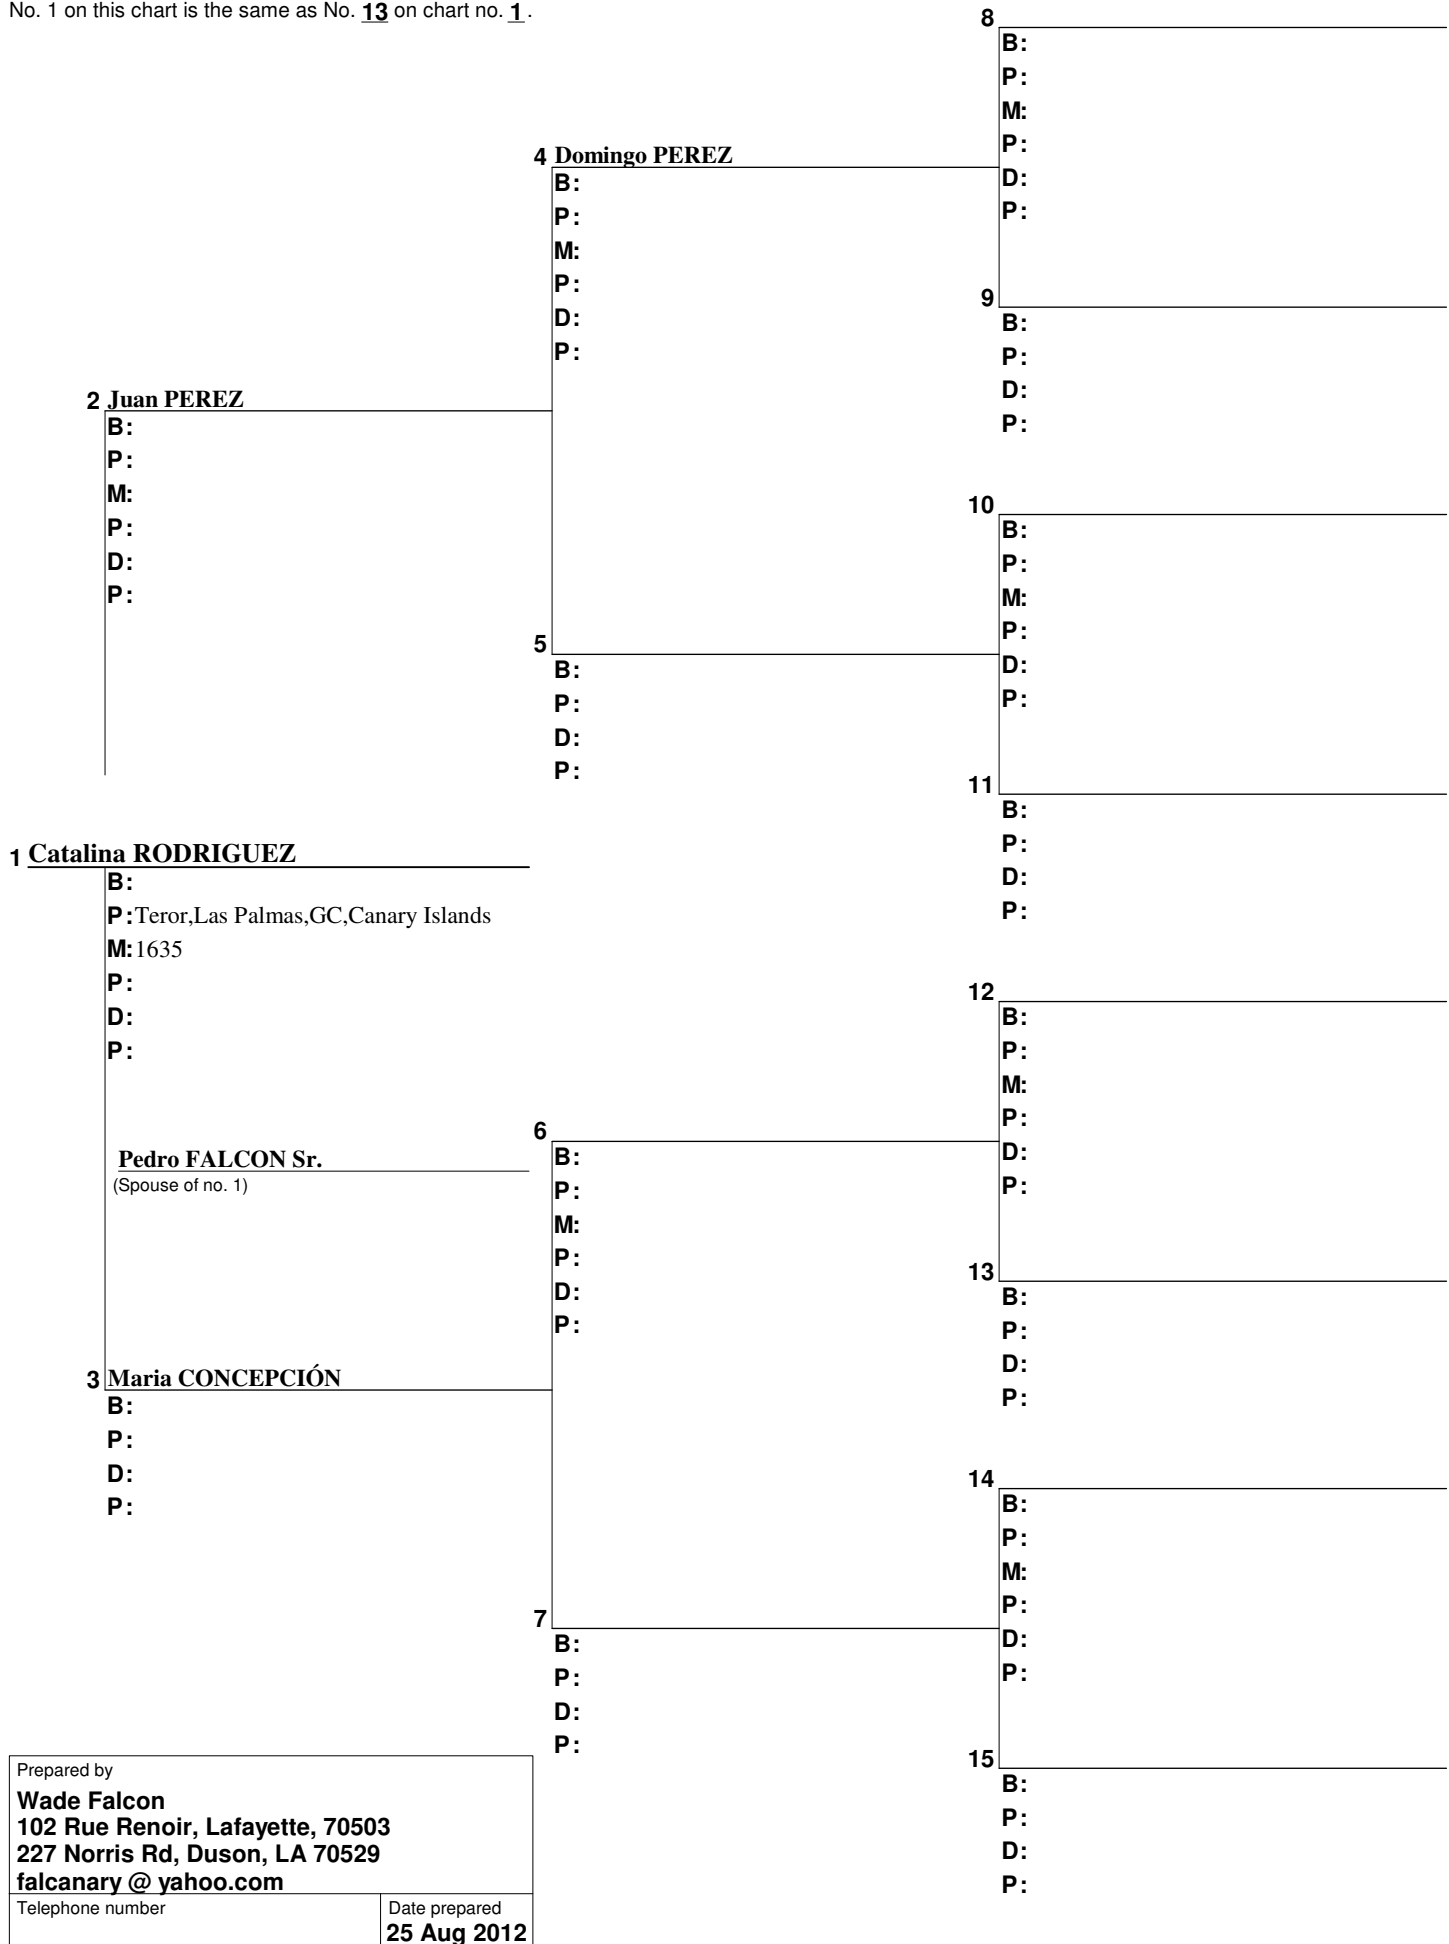 No. 1 on this chart is the same as No. 13 on chart no. 1 .
8
B:
P:
M:
P:
D:
P:
4 Domingo PEREZ
B:
P:
M:
P:
D:
P:
9
B:
P:
D:
P:
2 Juan PEREZ
B:
P:
M:
P:
D:
P:
10
B:
P:
M:
P:
D:
P:
5
B:
P:
D:
P:
11
B:
P:
D:
P:
1 Catalina RODRIGUEZ
B:
P:Teror,Las Palmas,GC,Canary Islands
M:1635
P:
D:
P:
Pedro FALCON Sr.
(Spouse of no. 1)
12
B:
P:
M:
P:
D:
P:
6
B:
P:
M:
P:
D:
P:
13
B:
P:
D:
P:
3 Maria CONCEPCIÓN
B:
P:
D:
P:
14
B:
P:
M:
P:
D:
P:
7
B:
P:
D:
P:
15
B:
P:
D:
P:
Prepared by
Wade Falcon
102 Rue Renoir, Lafayette, 70503
227 Norris Rd, Duson, LA 70529
falcanary @ yahoo.com
Telephone number
Date prepared
25 Aug 2012